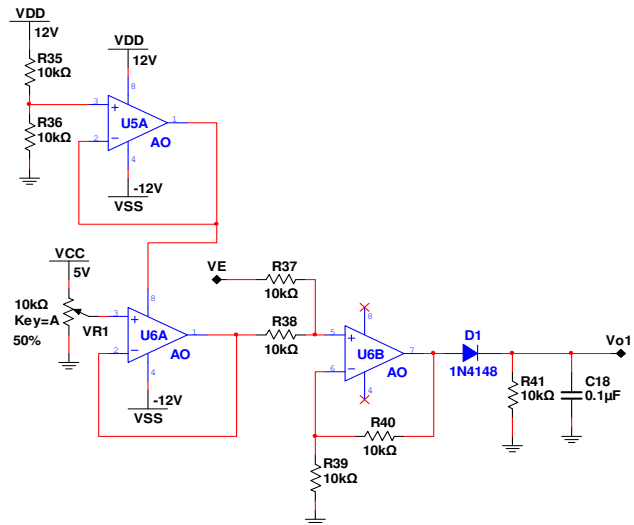 VDD
12V
R35
10kΩ
VDD
12V
8
3
+
U5A
1
R36
10kΩ
2
−
AO
4
-12V
VSS
VCC
5V
VE
R37
10kΩ
10kΩ
Key=A
50%
VR1
8
3
+
U6A
1
2
−
AO
4
-12V
VSS
R38
10kΩ
8
5
+
U6B
7
6
−
AO
4
D1
1N4148
Vo1
R41
10kΩ
C18
0.1µF
R40
10kΩ
R39
10kΩ